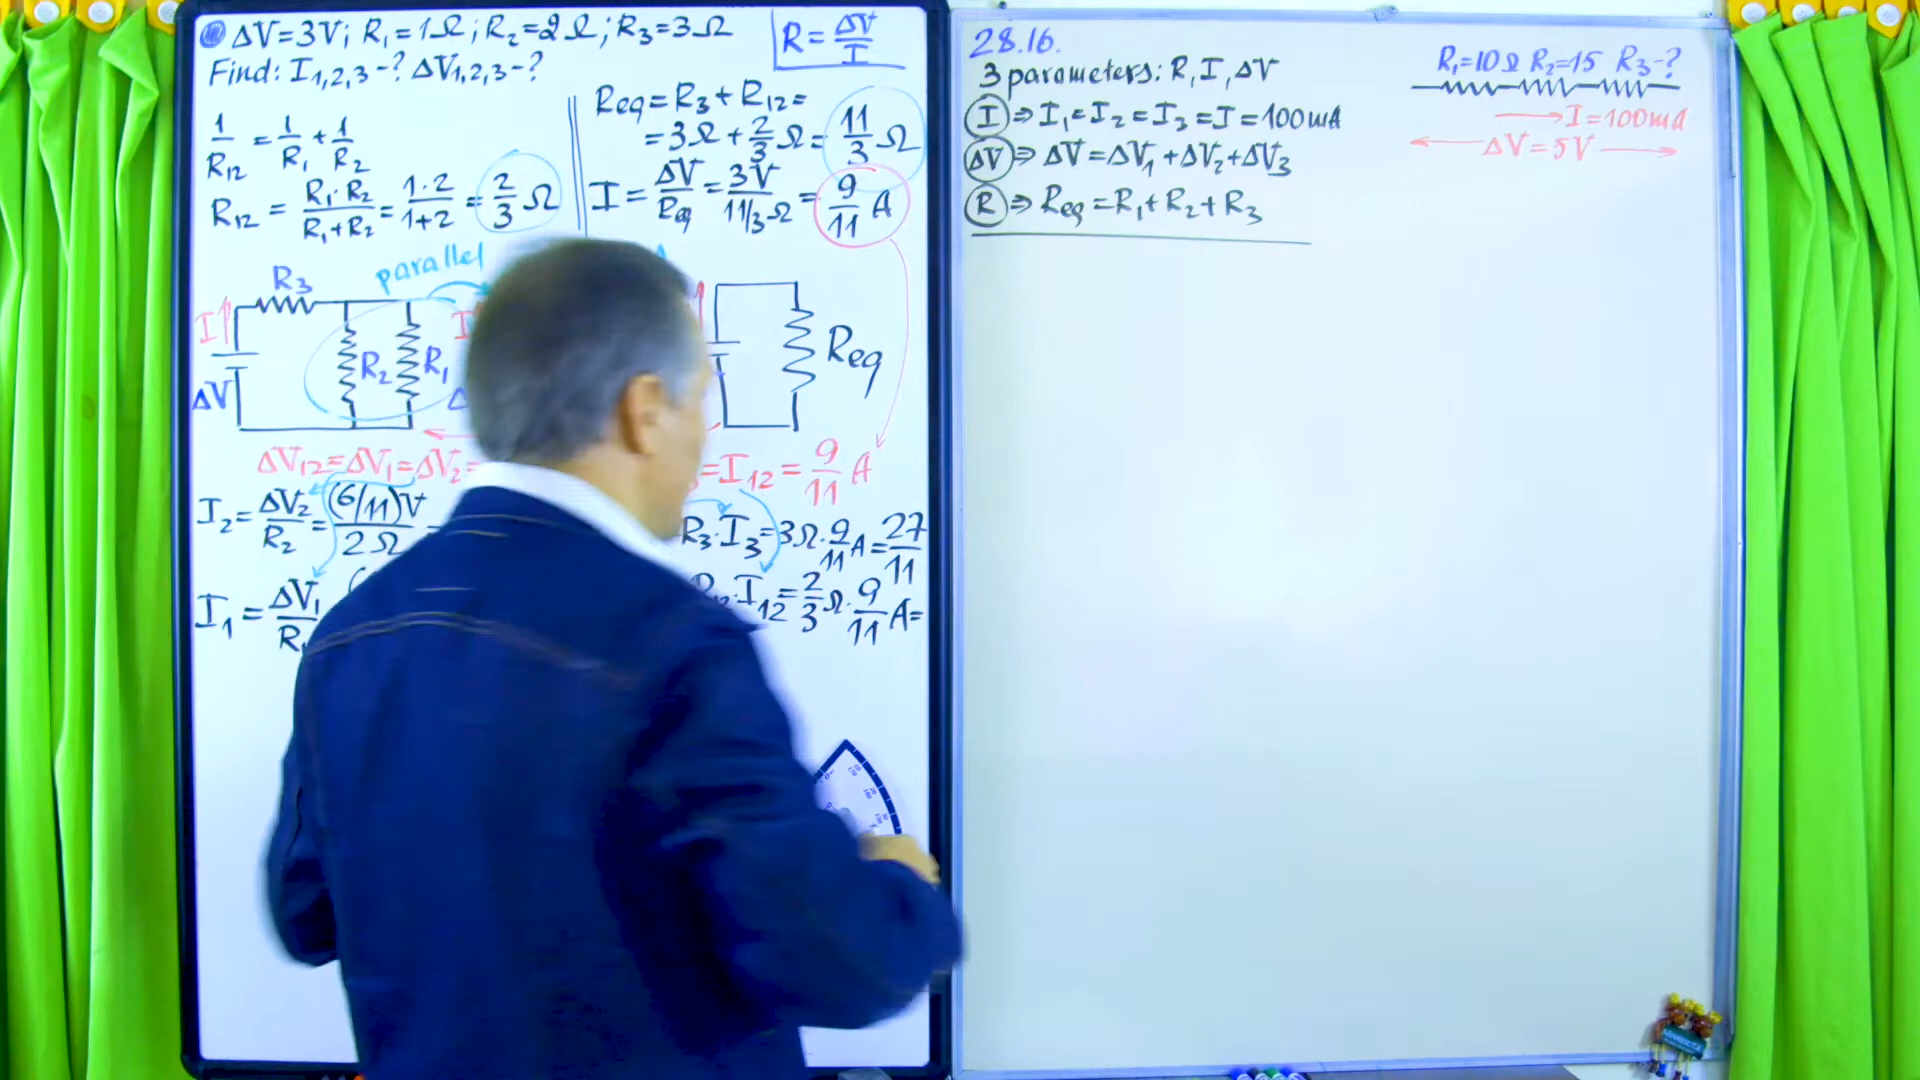 ΔV=3V; R₁=1Ω; R₂=2Ω; R₃=3Ω
Find: I₁,₂,₃-? ΔV₁,₂,₃-?
R=ΔV/I
1/R₁₂ = 1/R₁ + 1/R₂
R₁₂ = R₁·R₂/R₁+R₂ = 1·2/1+2 = 2/3 Ω
Req=R₃+R₁₂=
=3Ω+2/3Ω= 11/3 Ω
I=ΔV/Req=3V/11/3Ω=9/11 A
parallel
R₃
I
R₂
R₁
ΔV
I
Req
ΔV₁₂=ΔV₁=ΔV₂=
=I₁₂=9/11 A
I₂=ΔV₂/R₂=(6/11)V/2Ω
R₃·I₃=3Ω·9/11A=27/11
I₁=ΔV₁/R₁
·I₁₂=2/3Ω·9/11A=
28.16.
3 parameters: R, I, ΔV
I ⇒ I₁=I₂=I₃=I=100mA
ΔV ⇒ ΔV=ΔV₁+ΔV₂+ΔV₃
R ⇒ Req=R₁+R₂+R₃
R₁=10Ω R₂=15 R₃-?
I=100mA
ΔV=5V